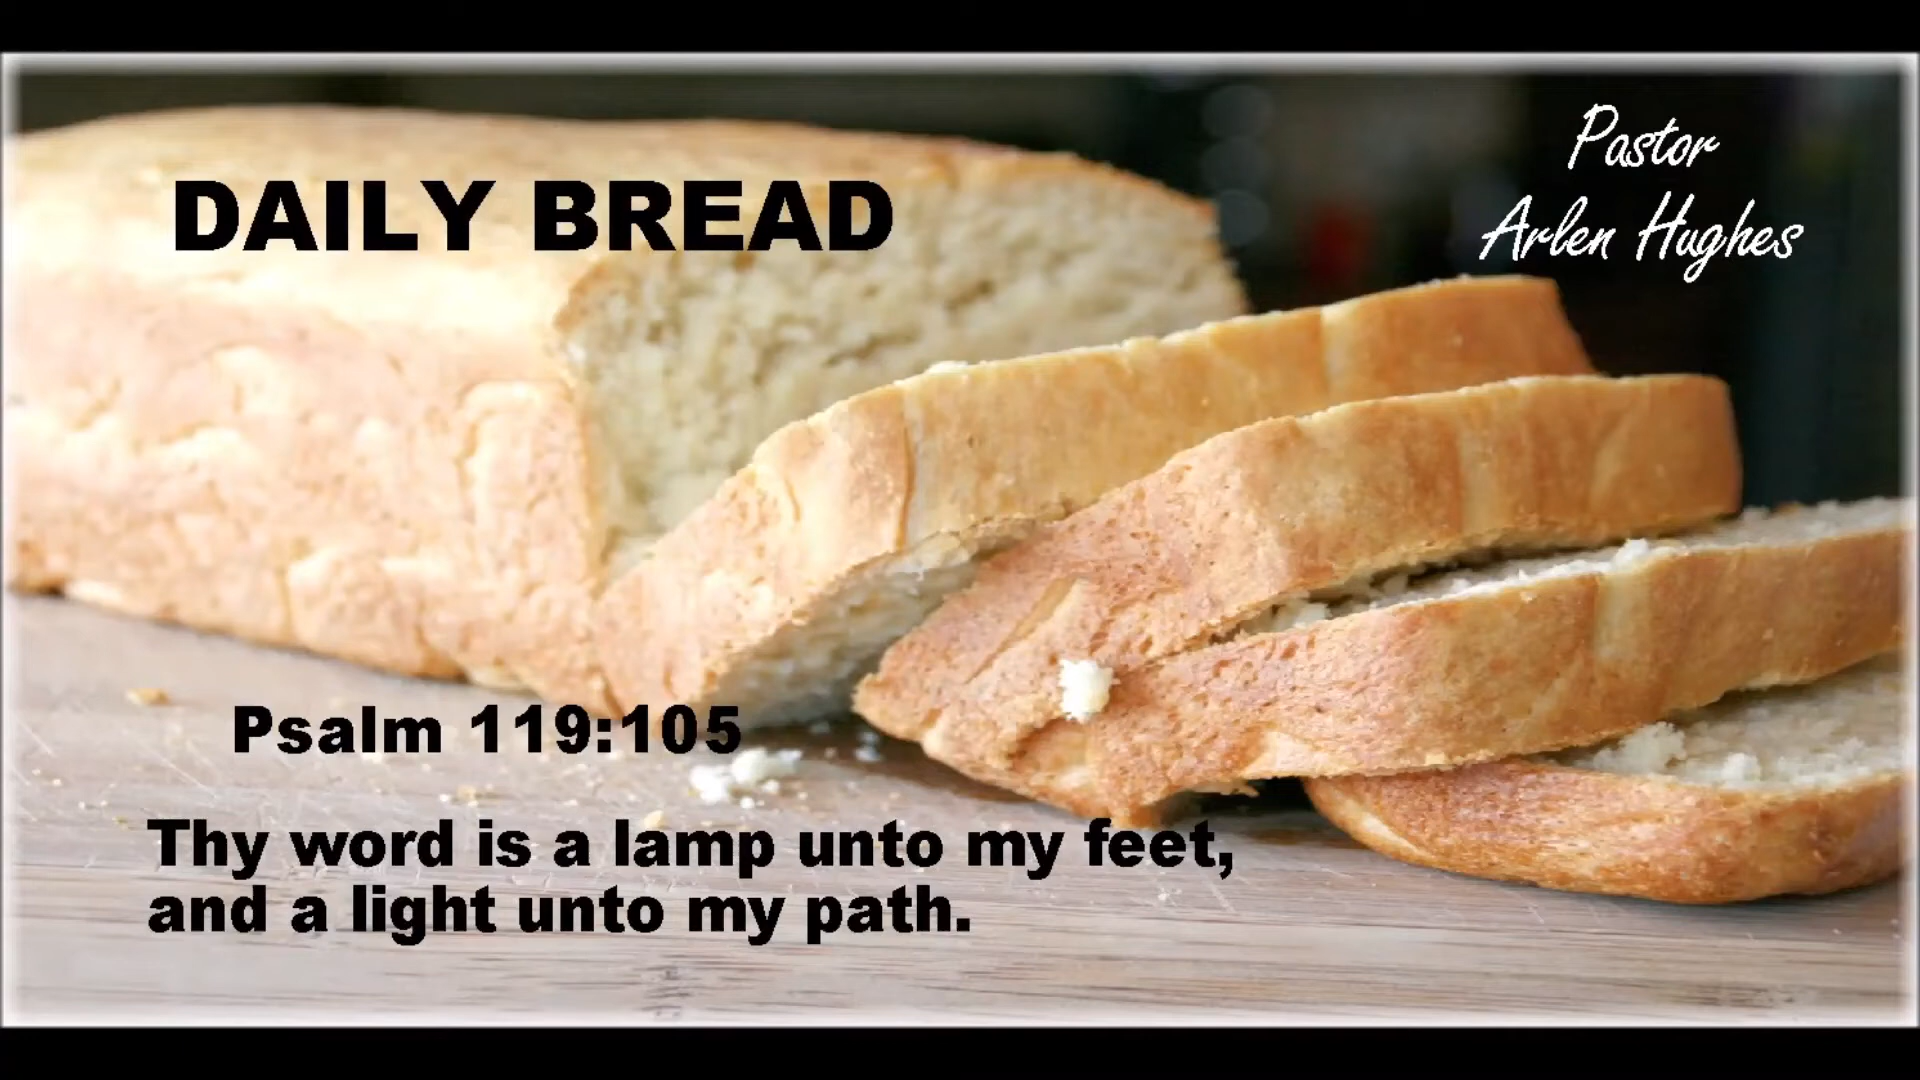 DAILY BREAD
Pastor
Arlen Hughes
Psalm 119:105
Thy word is a lamp unto my feet,
and a light unto my path.